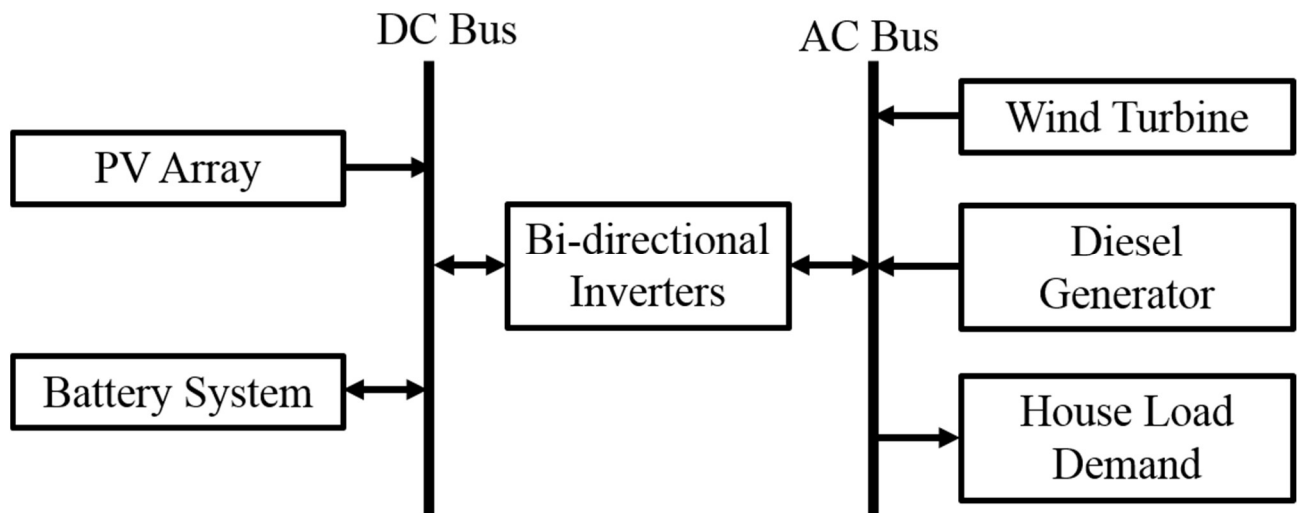 DC Bus
AC Bus
PV Array
Battery System
Bi-directional
Inverters
Wind Turbine
Diesel
Generator
House Load
Demand